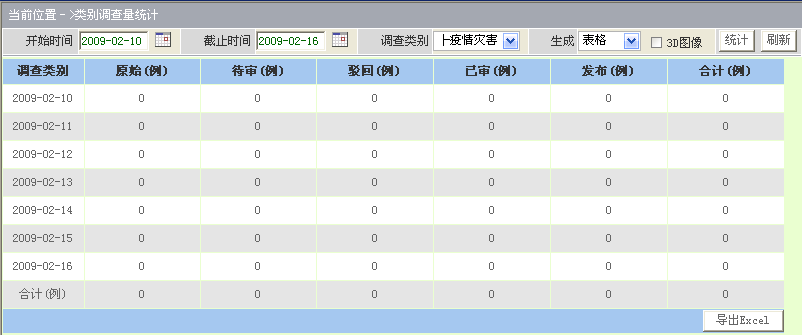 当前位置 - >类别调查量统计
开始时间 2009-02-10 截止时间 2009-02-16 调查类别 ├疫情灾害 生成 表格 3D图像 统计 刷新
调查类别 原始(例) 待审(例) 驳回(例) 已审(例) 发布(例) 合计(例)
2009-02-10 0 0 0 0 0 0
2009-02-11 0 0 0 0 0 0
2009-02-12 0 0 0 0 0 0
2009-02-13 0 0 0 0 0 0
2009-02-14 0 0 0 0 0 0
2009-02-15 0 0 0 0 0 0
2009-02-16 0 0 0 0 0 0
合计(例) 0 0 0 0 0 0
导出Excel